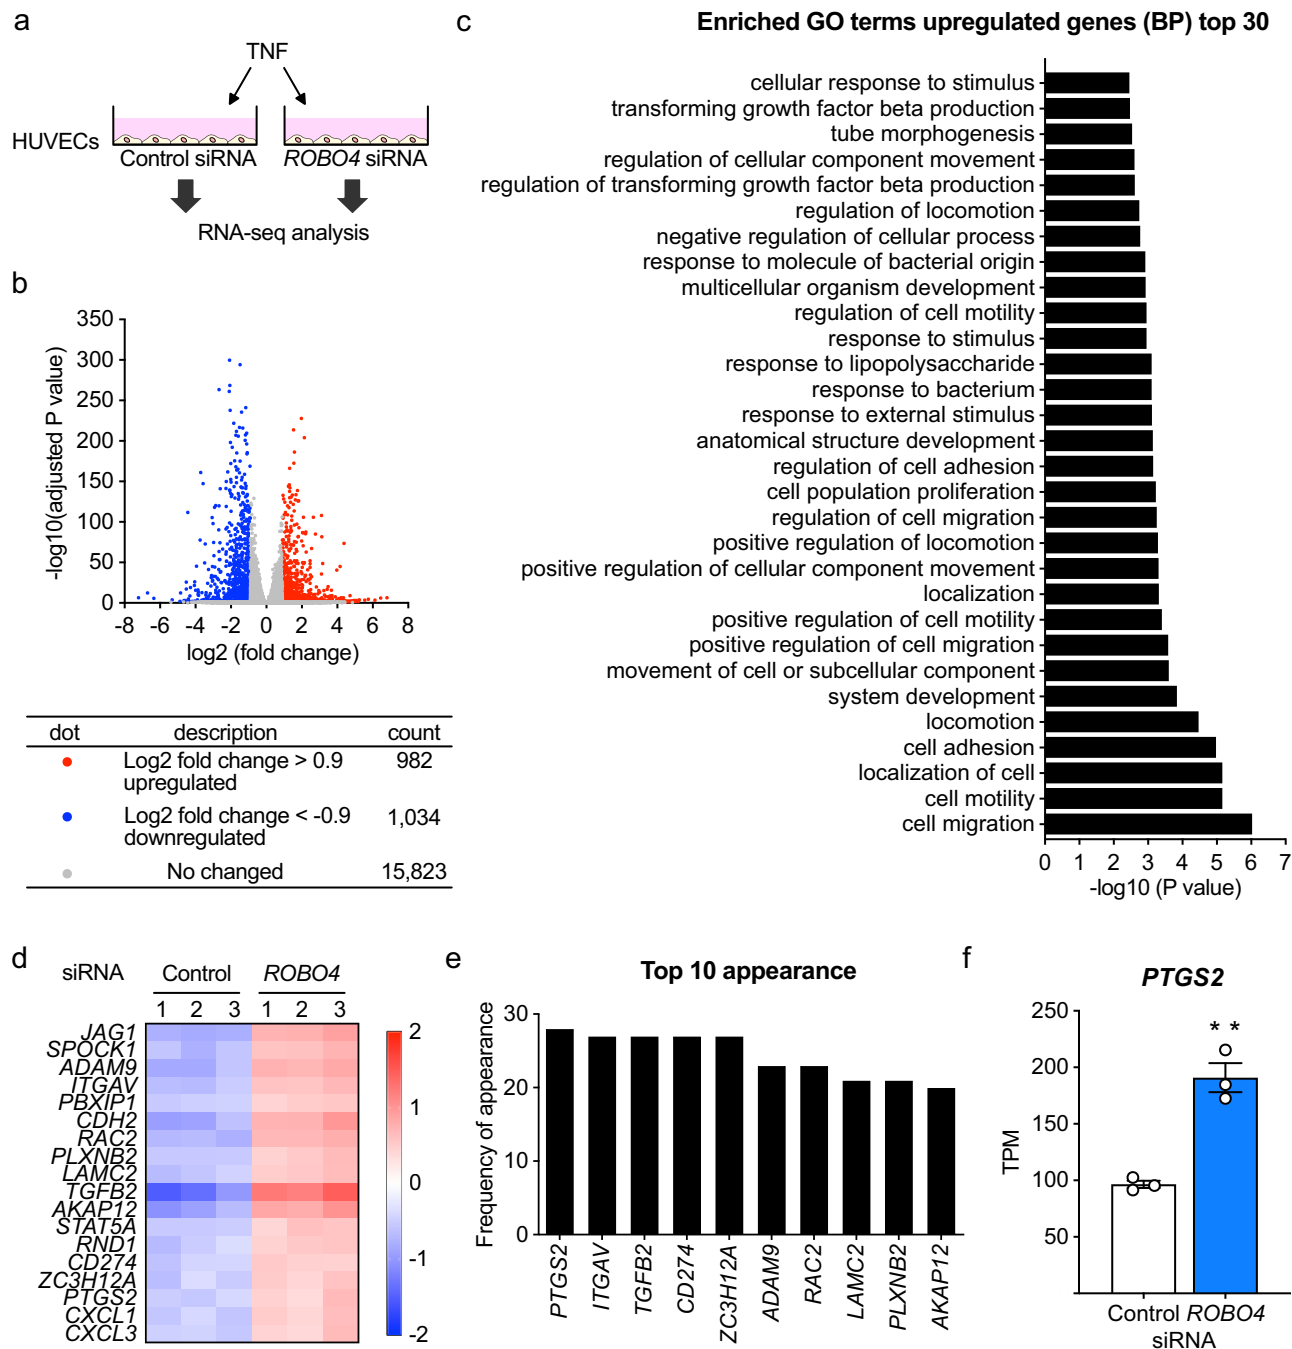 a
TNF
HUVECs
Control siRNA
ROBO4 siRNA
RNA-seq analysis
b
350
300
250
200
150
100
50
0
-log10(adjusted P value)
-8 -6 -4 -2 0 2 4 6 8
log2 (fold change)
dot description count
Log2 fold change > 0.9
upregulated
982
Log2 fold change < -0.9
downregulated
1,034
No changed 15,823
c
Enriched GO terms upregulated genes (BP) top 30
cellular response to stimulus
transforming growth factor beta production
tube morphogenesis
regulation of cellular component movement
regulation of transforming growth factor beta production
regulation of locomotion
negative regulation of cellular process
response to molecule of bacterial origin
multicellular organism development
regulation of cell motility
response to stimulus
response to lipopolysaccharide
response to bacterium
response to external stimulus
anatomical structure development
regulation of cell adhesion
cell population proliferation
regulation of cell migration
positive regulation of locomotion
positive regulation of cellular component movement
localization
positive regulation of cell motility
positive regulation of cell migration
movement of cell or subcellular component
system development
locomotion
cell adhesion
localization of cell
cell motility
cell migration
0 1 2 3 4 5 6 7
-log10 (P value)
d
siRNA Control ROBO4
1 2 3 1 2 3
JAG1
SPOCK1
ADAM9
ITGAV
PBXIP1
CDH2
RAC2
PLXNB2
LAMC2
TGFB2
AKAP12
STAT5A
RND1
CD274
ZC3H12A
PTGS2
CXCL1
CXCL3
2
1
0
-1
-2
e
Top 10 appearance
Frequency of appearance
30
20
10
0
PTGS2
ITGAV
TGFB2
CD274
ZC3H12A
ADAM9
RAC2
LAMC2
PLXNB2
AKAP12
f
PTGS2
250
200
150
100
50
TPM
* *
Control ROBO4
siRNA